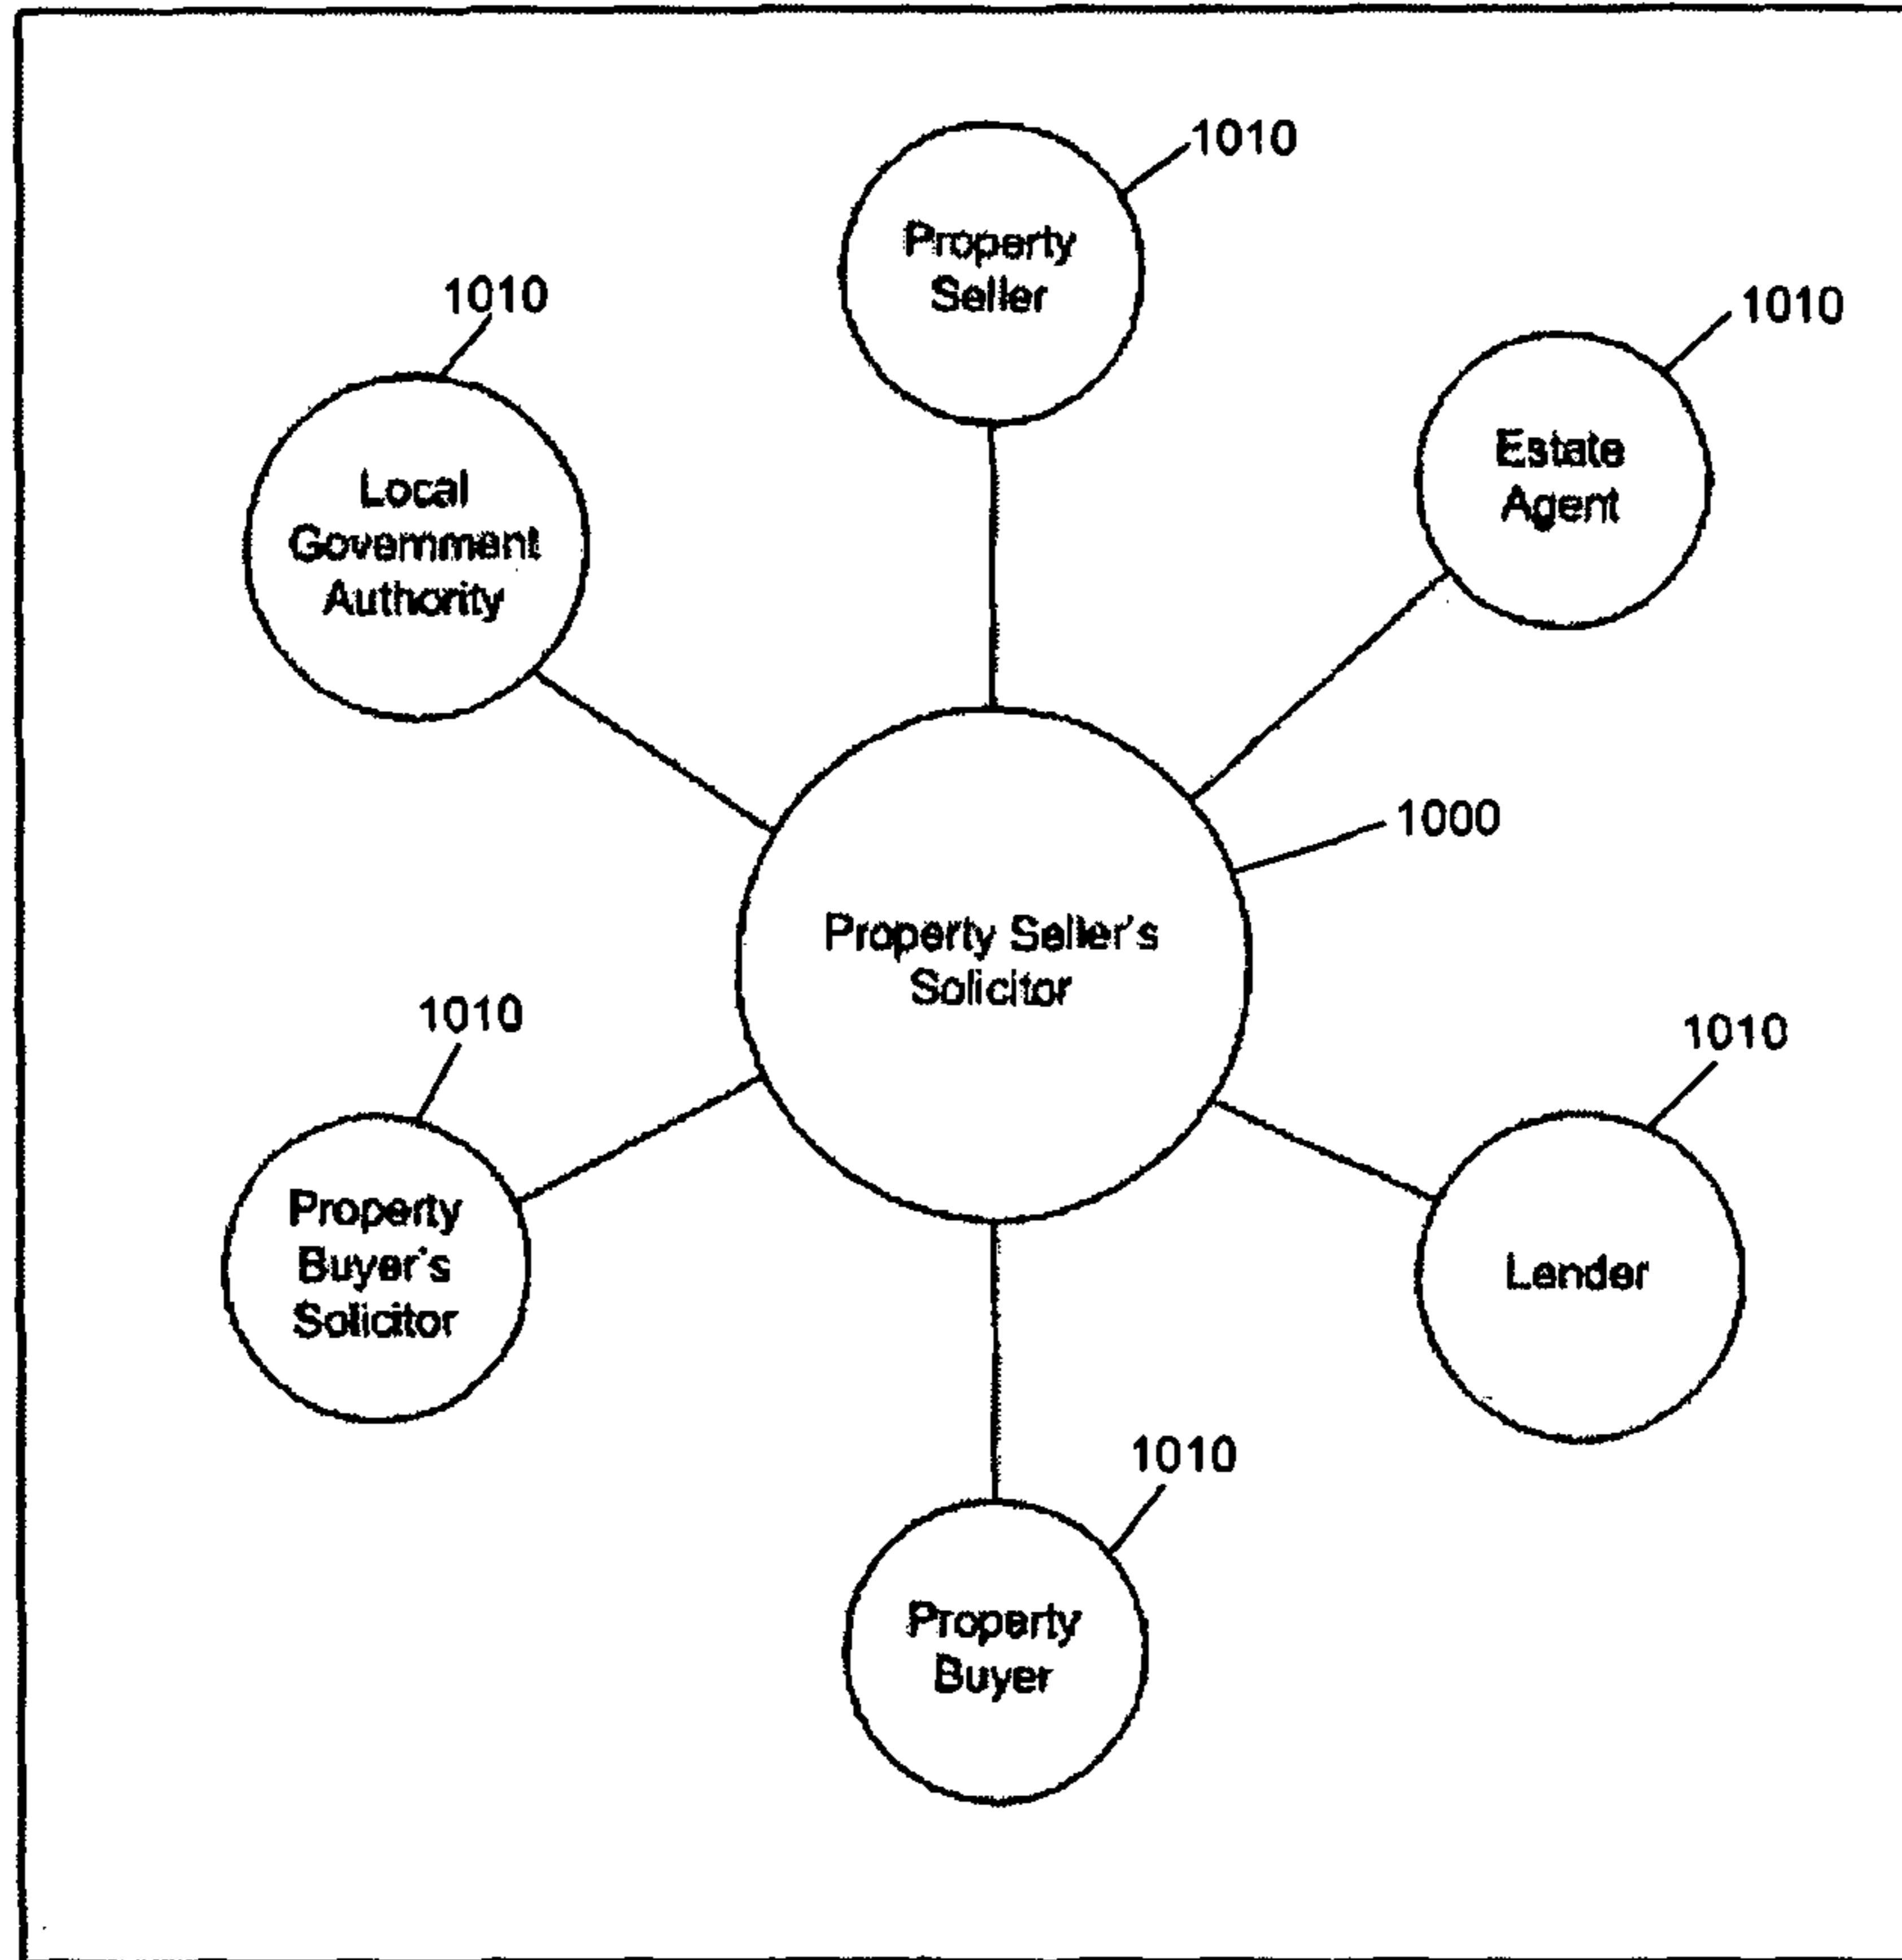 1010
Property
Seller
1010
Local
Government
Authority
1010
Estate
Agent
1000
Property Seller's
Solicitor
1010
Property
Buyer's
Solicitor
1010
Lender
1010
Property
Buyer